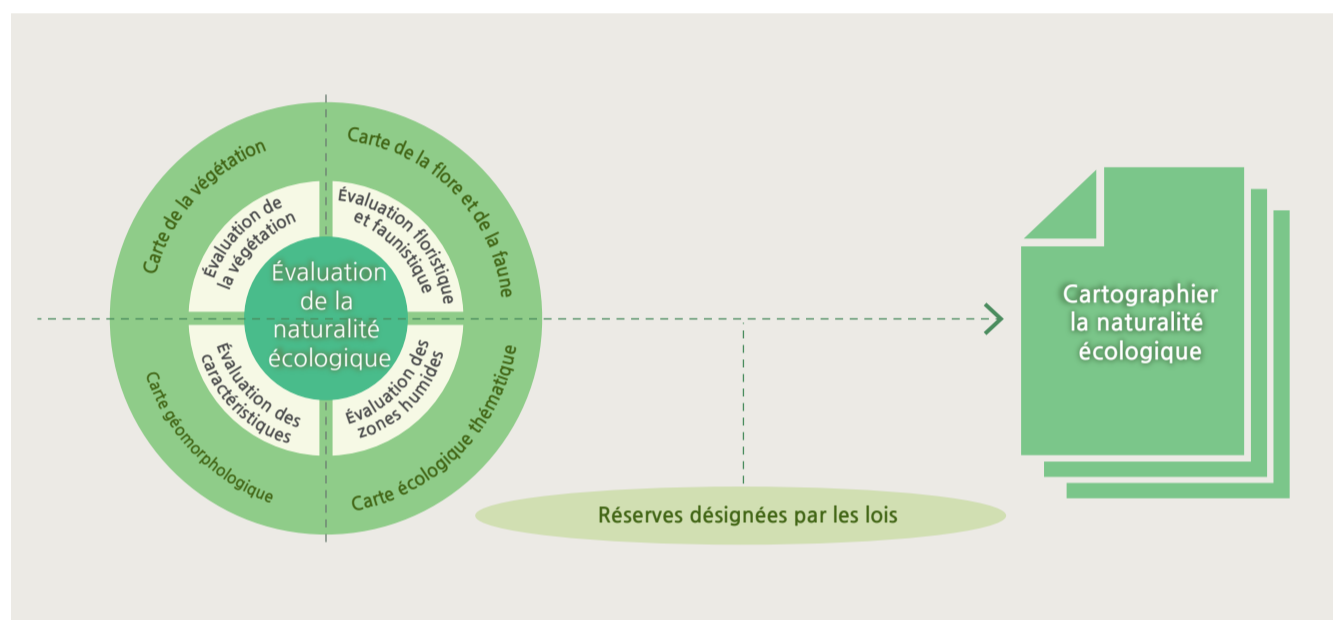 Carte de la végétation
Carte de la flore et de la faune
Évaluation de
la végétation
Évaluation floristique
et faunistique
Évaluation
de la
naturalité
écologique
Évaluation des
caractéristiques
Évaluation des
zones humides
Carte géomorphologique
Carte écologique thématique
Réserves désignées par les lois
Cartographier
la naturalité
écologique